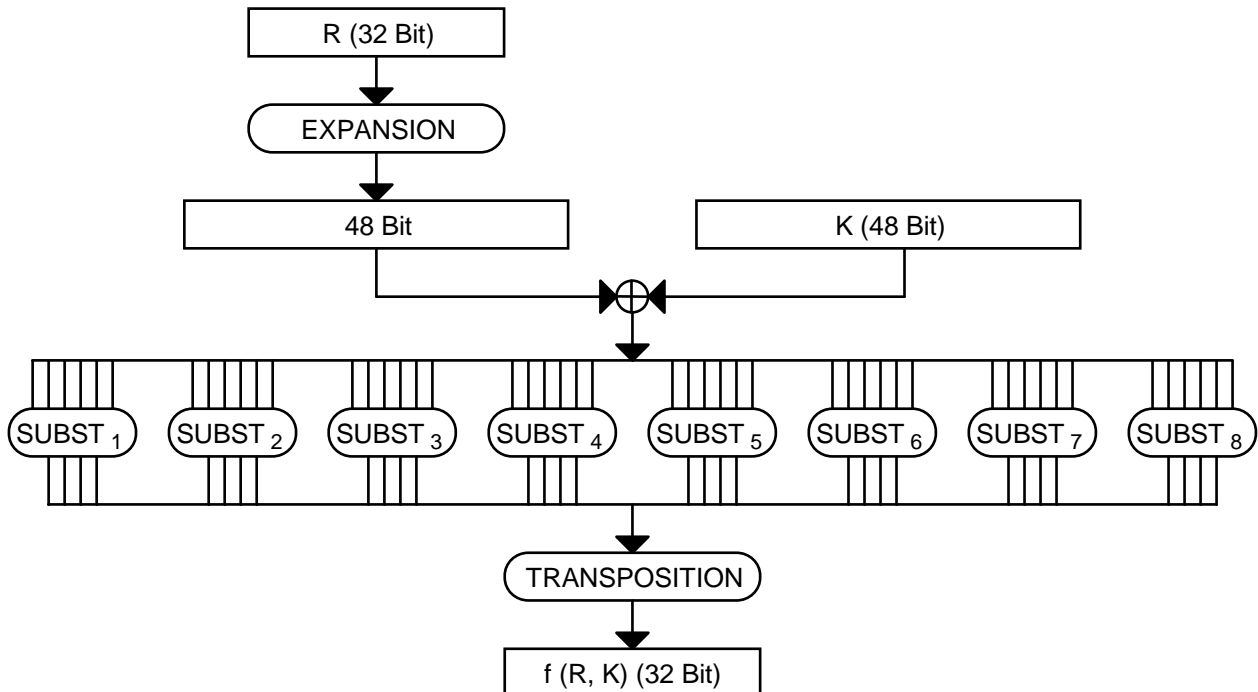 R (32 Bit)
EXPANSION
48 Bit
K (48 Bit)
SUBST 1
SUBST 2
SUBST 3
SUBST 4
SUBST 5
SUBST 6
SUBST 7
SUBST 8
TRANSPOSITION
f (R, K) (32 Bit)